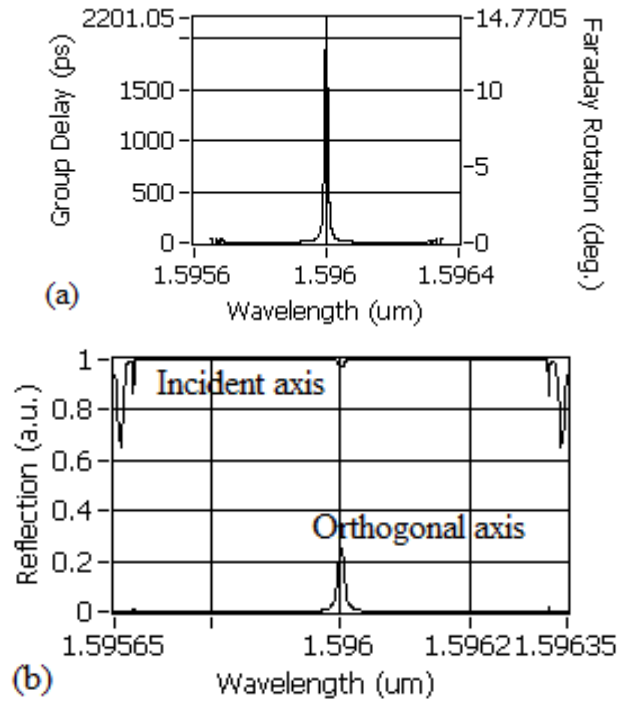 2201.05
14.7705
1500
10
1000
5
500
0
0
Group Delay (ps)
Faraday Rotation (deg.)
1.5956 1.596 1.5964
Wavelength (um)
(a)
1
Incident axis
0.8
0.6
0.4
Orthogonal axis
0.2
0
Reflection (a.u.)
1.59565 1.596 1.5962 1.59635
Wavelength (um)
(b)